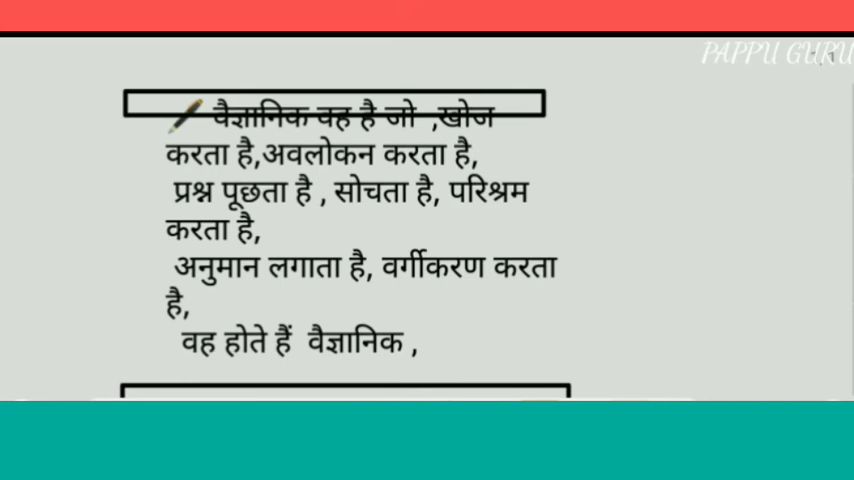 PAPPU GURU
वैज्ञानिक वह है जो ,खोज
करता है,अवलोकन करता है,
प्रश्न पूछता है , सोचता है, परिश्रम
करता है,
अनुमान लगाता है, वर्गीकरण करता
है,
वह होते हैं वैज्ञानिक ,